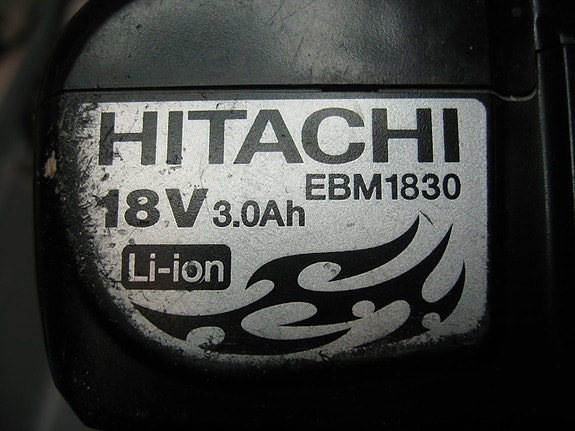 HITACHI
EBM1830
18V 3.0Ah
Li-ion